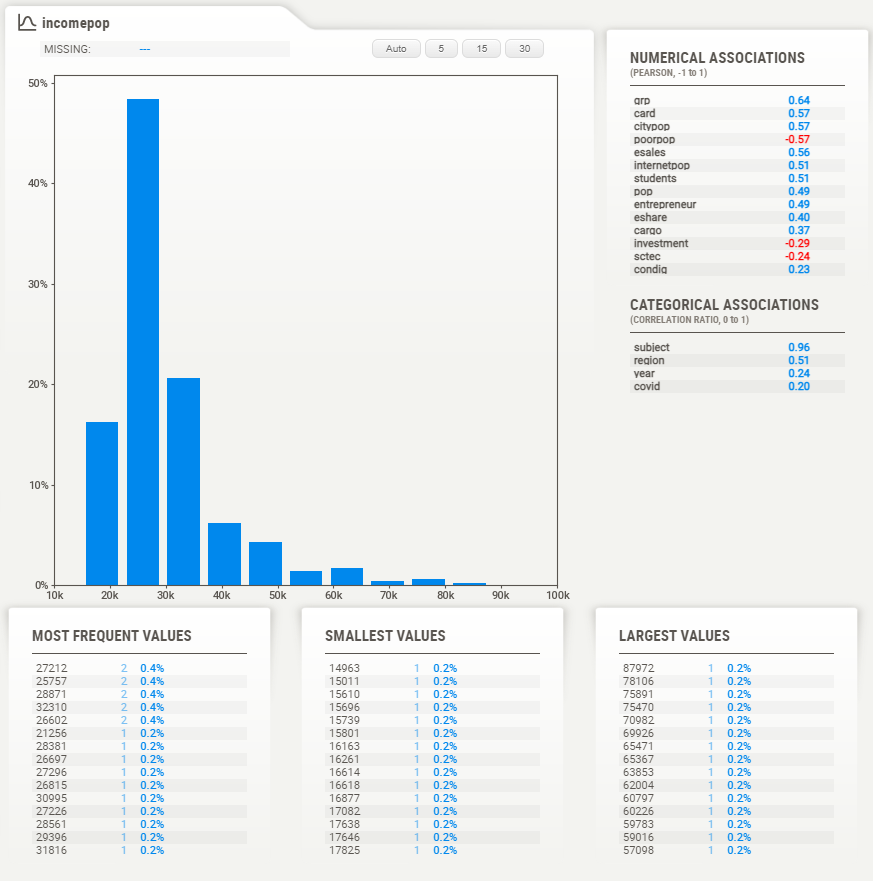 incomepop
MISSING: ---
Auto 5 15 30
50%
40%
30%
20%
10%
0%
10k 20k 30k 40k 50k 60k 70k 80k 90k 100k
NUMERICAL ASSOCIATIONS
(PEARSON, -1 to 1)
grp 0.64
card 0.57
citypop 0.57
poorpop -0.57
esales 0.56
internetpop 0.51
students 0.51
pop 0.49
entrepreneur 0.49
eshare 0.40
cargo 0.37
investment -0.29
sctec -0.24
condig 0.23
CATEGORICAL ASSOCIATIONS
(CORRELATION RATIO, 0 to 1)
subject 0.96
region 0.51
year 0.24
covid 0.20
MOST FREQUENT VALUES
27212 2 0.4%
25757 2 0.4%
28871 2 0.4%
32310 2 0.4%
26602 2 0.4%
21256 1 0.2%
28381 1 0.2%
26697 1 0.2%
27296 1 0.2%
26815 1 0.2%
30995 1 0.2%
27226 1 0.2%
28561 1 0.2%
29396 1 0.2%
31816 1 0.2%
SMALLEST VALUES
14963 1 0.2%
15011 1 0.2%
15610 1 0.2%
15696 1 0.2%
15739 1 0.2%
15801 1 0.2%
16163 1 0.2%
16261 1 0.2%
16614 1 0.2%
16618 1 0.2%
16877 1 0.2%
17082 1 0.2%
17638 1 0.2%
17646 1 0.2%
17825 1 0.2%
LARGEST VALUES
87972 1 0.2%
78106 1 0.2%
75891 1 0.2%
75470 1 0.2%
70982 1 0.2%
69926 1 0.2%
65471 1 0.2%
65367 1 0.2%
63853 1 0.2%
62004 1 0.2%
60797 1 0.2%
60226 1 0.2%
59783 1 0.2%
59016 1 0.2%
57098 1 0.2%